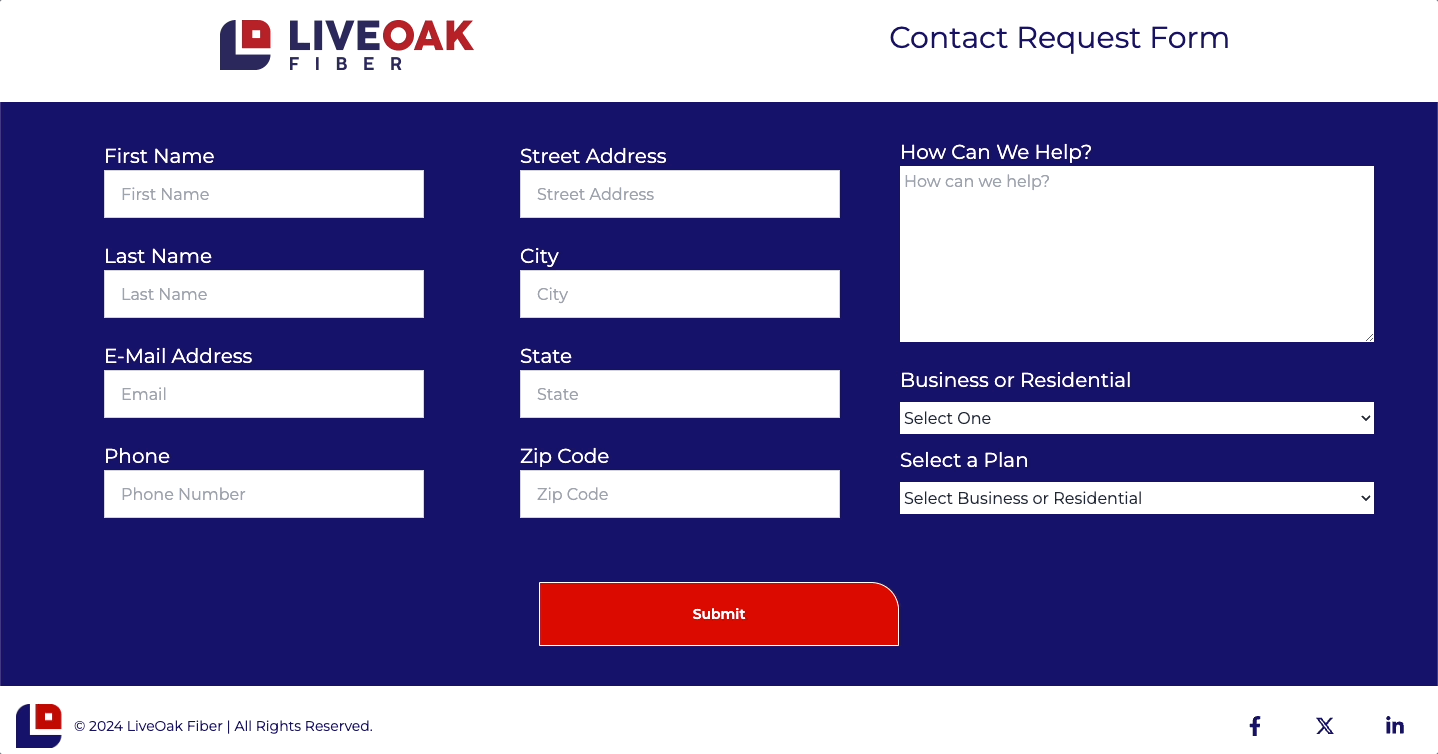 LIVEOAK
FIBER
Contact Request Form
First Name
First Name
Last Name
Last Name
E-Mail Address
Email
Phone
Phone Number
Street Address
Street Address
City
City
State
State
Zip Code
Zip Code
How Can We Help?
How can we help?
Business or Residential
Select One
Select a Plan
Select Business or Residential
Submit
© 2024 LiveOak Fiber | All Rights Reserved.